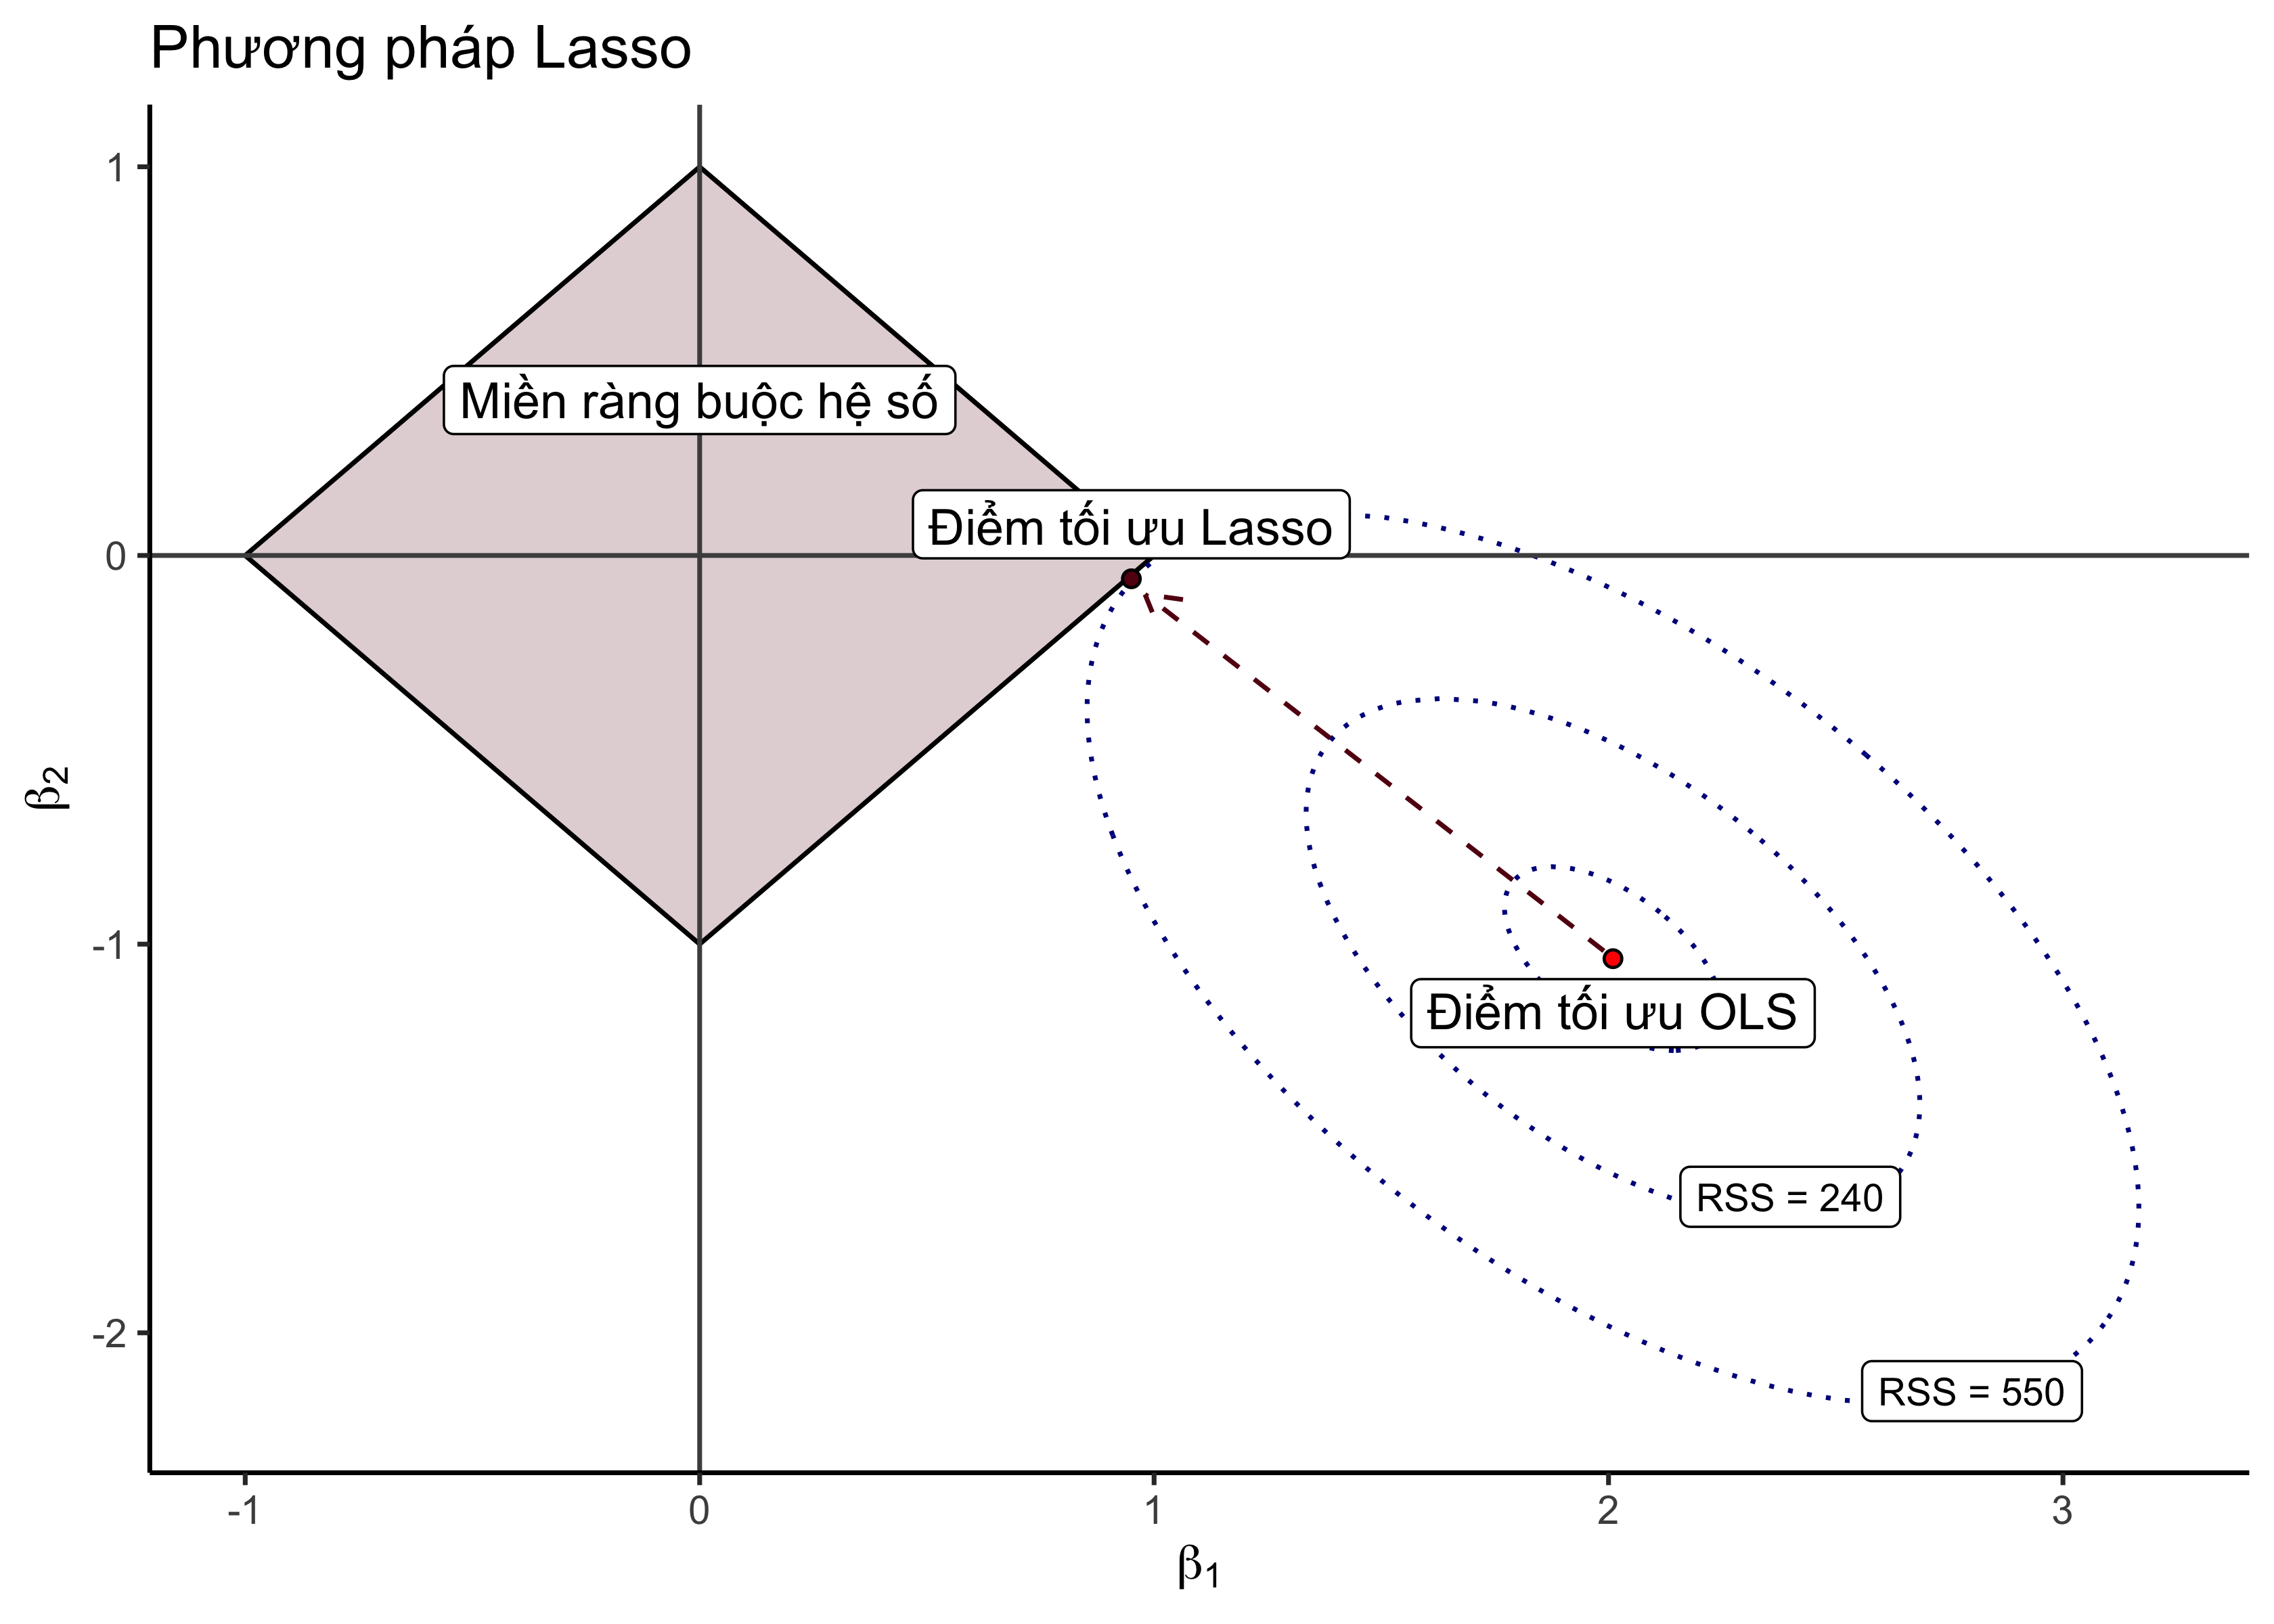 Phương pháp Lasso
1
Miền ràng buộc hệ số
Điểm tối ưu Lasso
0
β2
-1
Điểm tối ưu OLS
RSS = 240
-2
RSS = 550
-1
0
1
2
3
β1